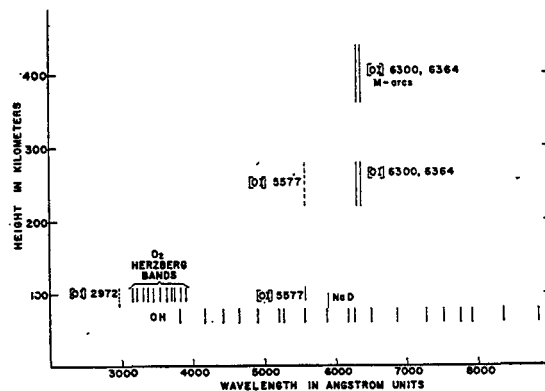 400
300
200
100
HEIGHT IN KILOMETERS
[OI] 6300, 6364
M-arcs
[OI] 5577
[OI] 6300, 6364
O2
HERZBERG
BANDS
[OI] 2972
[OI] 5577
NaD
OH
3000 4000 5000 6000 7000 8000 9000
WAVELENGTH IN ANGSTROM UNITS